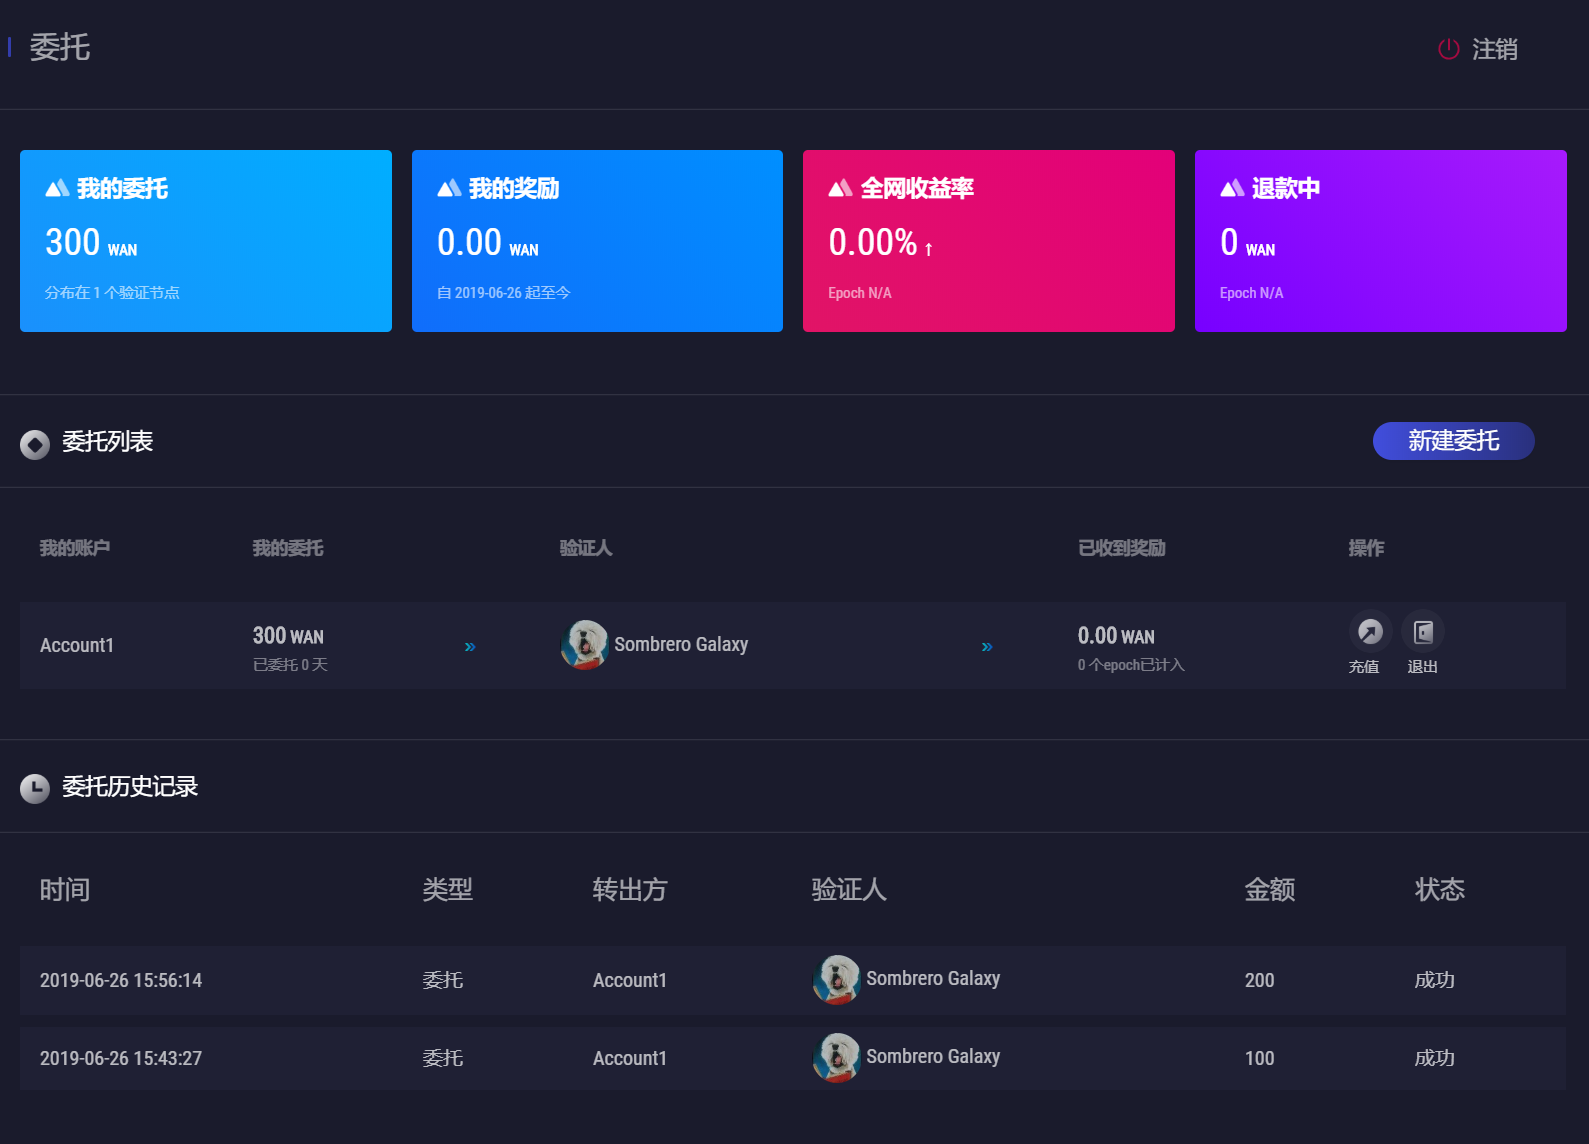 委托
注销
我的委托
300 WAN
分布在 1 个验证节点
我的奖励
0.00 WAN
自 2019-06-26 起至今
全网收益率
0.00% ↑
Epoch N/A
退款中
0 WAN
Epoch N/A
委托列表
新建委托
我的账户 我的委托 验证人 已收到奖励 操作
Account1
300 WAN
已委托 0 天
»
Sombrero Galaxy
»
0.00 WAN
0 个epoch已计入
充值 退出
委托历史记录
时间 类型 转出方 验证人 金额 状态
2019-06-26 15:56:14 委托 Account1 Sombrero Galaxy 200 成功
2019-06-26 15:43:27 委托 Account1 Sombrero Galaxy 100 成功